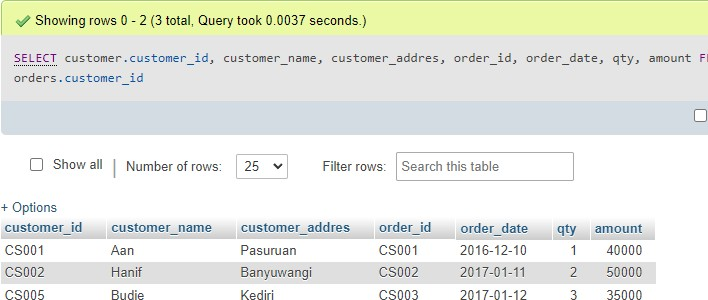 Showing rows 0 - 2 (3 total, Query took 0.0037 seconds.)
SELECT customer.customer_id, customer_name, customer_addres, order_id, order_date, qty, amount
orders.customer_id
Show all | Number of rows: 25 Filter rows: Search this table
+ Options
customer_id customer_name customer_addres order_id order_date qty amount
CS001 Aan Pasuruan CS001 2016-12-10 1 40000
CS002 Hanif Banyuwangi CS002 2017-01-11 2 50000
CS005 Budie Kediri CS003 2017-01-12 3 35000